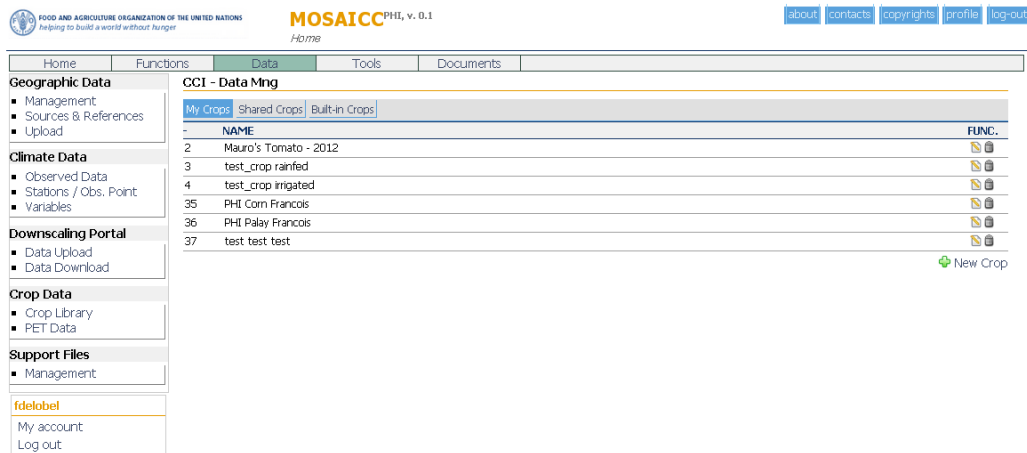 FOOD AND AGRICULTURE ORGANIZATION OF THE UNITED NATIONS
helping to build a world without hunger
MOSAICC PHI, v. 0.1
Home
about contacts copyrights profile log-out
Home Functions Data Tools Documents
Geographic Data
Management
Sources & References
Upload
Climate Data
Observed Data
Stations / Obs. Point
Variables
Downscaling Portal
Data Upload
Data Download
Crop Data
Crop Library
PET Data
Support Files
Management
fdelobel
My account
Log out
CCI - Data Mng
My Crops Shared Crops Built-in Crops
- NAME FUNC.
2 Mauro's Tomato - 2012
3 test_crop rainfed
4 test_crop irrigated
35 PHI Corn Francois
36 PHI Palay Francois
37 test test test
New Crop